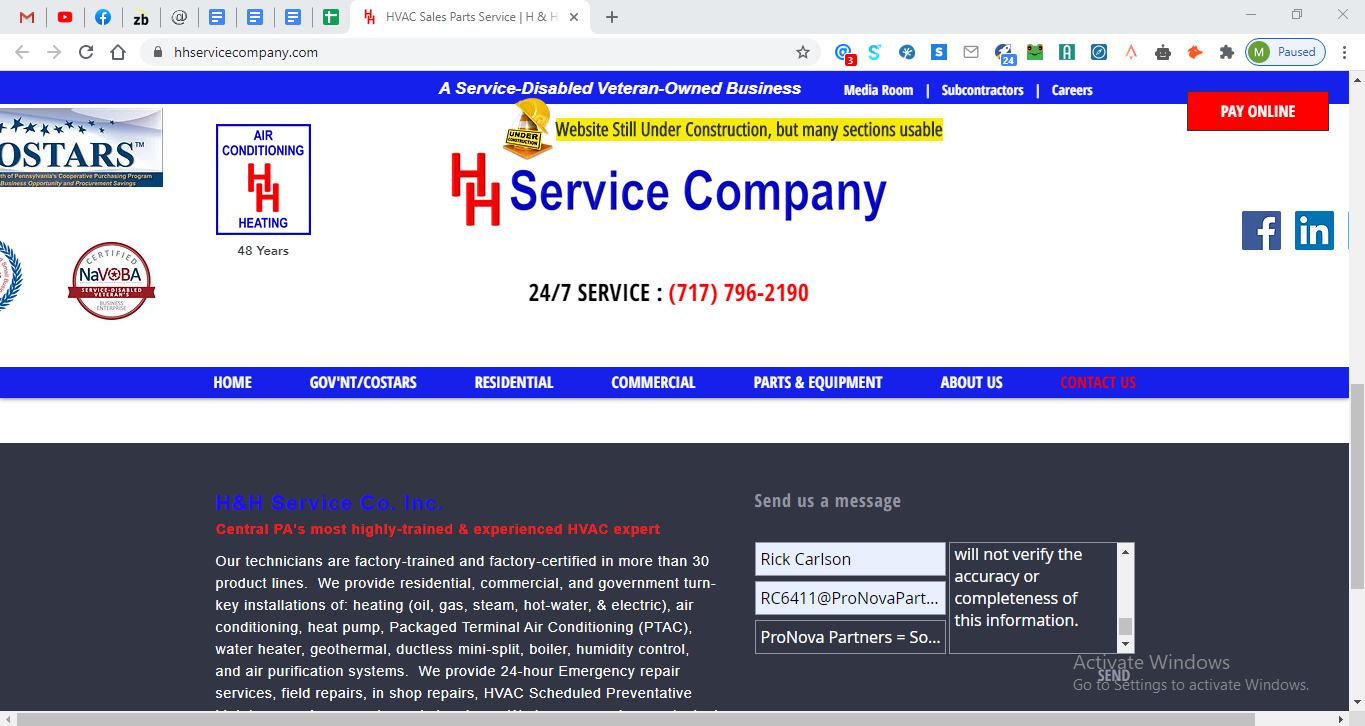 HVAC Sales Parts Service | H & H
hhservicecompany.com
3
24
M
Paused
A Service-Disabled Veteran-Owned Business
Media Room | Subcontractors | Careers
PAY ONLINE
UNDER
CONSTRUCTION
Website Still Under Construction, but many sections usable
OSTARS™
th of Pennsylvania's Cooperative Purchasing Program
Business Opportunity and Procurement Savings
AIR
CONDITIONING
HH
HEATING
48 Years
HH Service Company
CERTIFIED
NaVOBA
SERVICE-DISABLED
VETERAN'S
BUSINESS
ENTERPRISE
24/7 SERVICE : (717) 796-2190
HOME GOV'NT/COSTARS RESIDENTIAL COMMERCIAL PARTS & EQUIPMENT ABOUT US CONTACT US
H&H Service Co. Inc.
Central PA's most highly-trained & experienced HVAC expert
Our technicians are factory-trained and factory-certified in more than 30
product lines. We provide residential, commercial, and government turn-
key installations of: heating (oil, gas, steam, hot-water, & electric), air
conditioning, heat pump, Packaged Terminal Air Conditioning (PTAC),
water heater, geothermal, ductless mini-split, boiler, humidity control,
and air purification systems. We provide 24-hour Emergency repair
services, field repairs, in shop repairs, HVAC Scheduled Preventative
Send us a message
Rick Carlson
RC6411@ProNovaPart...
ProNova Partners = So...
will not verify the
accuracy or
completeness of
this information.
SEND
Activate Windows
Go to Settings to activate Windows.